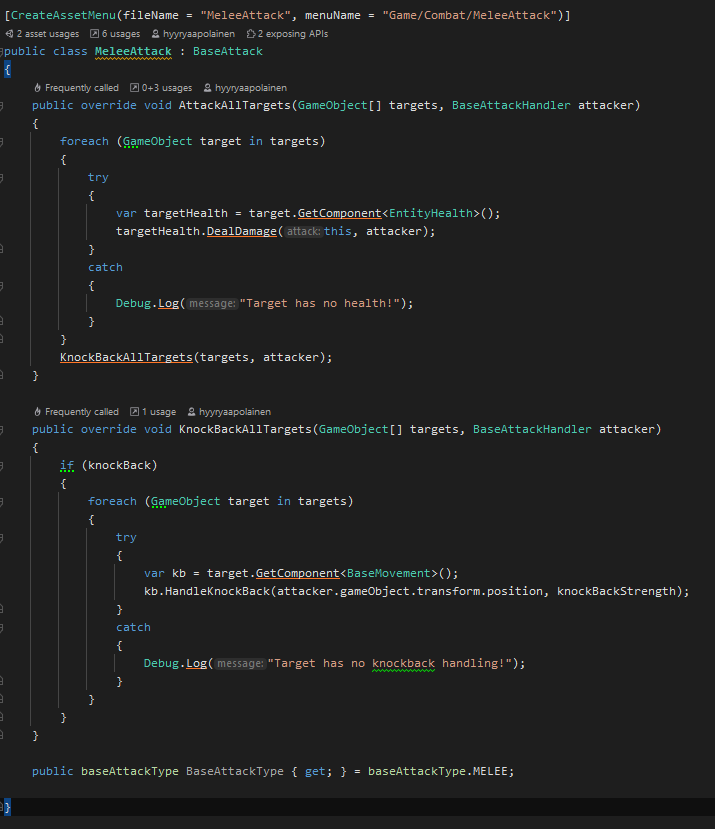 [CreateAssetMenu(fileName = "MeleeAttack", menuName = "Game/Combat/MeleeAttack")]
2 asset usages 6 usages hyyryaapolainen 2 exposing APIs
public class MeleeAttack : BaseAttack
{
Frequently called 0+3 usages hyyryaapolainen
public override void AttackAllTargets(GameObject[] targets, BaseAttackHandler attacker)
{
foreach (GameObject target in targets)
{
try
{
var targetHealth = target.GetComponent<EntityHealth>();
targetHealth.DealDamage(attack: this, attacker);
}
catch
{
Debug.Log(message: "Target has no health!");
}
}
KnockBackAllTargets(targets, attacker);
}
Frequently called 1 usage hyyryaapolainen
public override void KnockBackAllTargets(GameObject[] targets, BaseAttackHandler attacker)
{
if (knockBack)
{
foreach (GameObject target in targets)
{
try
{
var kb = target.GetComponent<BaseMovement>();
kb.HandleKnockBack(attacker.gameObject.transform.position, knockBackStrength);
}
catch
{
Debug.Log(message: "Target has no knockback handling!");
}
}
}
}
public baseAttackType BaseAttackType { get; } = baseAttackType.MELEE;
}